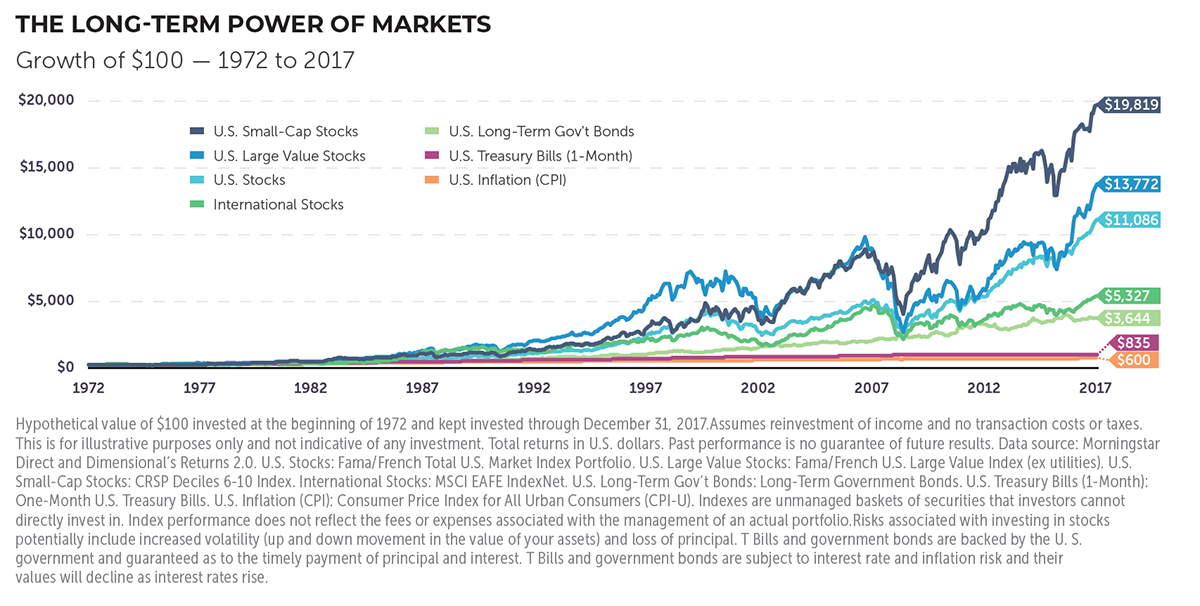 THE LONG-TERM POWER OF MARKETS
Growth of $100 — 1972 to 2017
$20,000
$19,819
U.S. Small-Cap Stocks
U.S. Long-Term Gov't Bonds
U.S. Large Value Stocks
U.S. Treasury Bills (1-Month)
$15,000
U.S. Stocks
U.S. Inflation (CPI)
$13,772
International Stocks
$11,086
$10,000
$5,000
$5,327
$3,644
$835
$600
$0
1972 1977 1982 1987 1992 1997 2002 2007 2012 2017
Hypothetical value of $100 invested at the beginning of 1972 and kept invested through December 31, 2017.Assumes reinvestment of income and no transaction costs or taxes.
This is for illustrative purposes only and not indicative of any investment. Total returns in U.S. dollars. Past performance is no guarantee of future results. Data source: Morningstar
Direct and Dimensional's Returns 2.0. U.S. Stocks: Fama/French Total U.S. Market Index Portfolio. U.S. Large Value Stocks: Fama/French U.S. Large Value Index (ex utilities). U.S.
Small-Cap Stocks: CRSP Deciles 6-10 Index. International Stocks: MSCI EAFE IndexNet. U.S. Long-Term Gov't Bonds: Long-Term Government Bonds. U.S. Treasury Bills (1-Month):
One-Month U.S. Treasury Bills. U.S. Inflation (CPI): Consumer Price Index for All Urban Consumers (CPI-U). Indexes are unmanaged baskets of securities that investors cannot
directly invest in. Index performance does not reflect the fees or expenses associated with the management of an actual portfolio.Risks associated with investing in stocks
potentially include increased volatility (up and down movement in the value of your assets) and loss of principal. T Bills and government bonds are backed by the U. S.
government and guaranteed as to the timely payment of principal and interest. T Bills and government bonds are subject to interest rate and inflation risk and their
values will decline as interest rates rise.